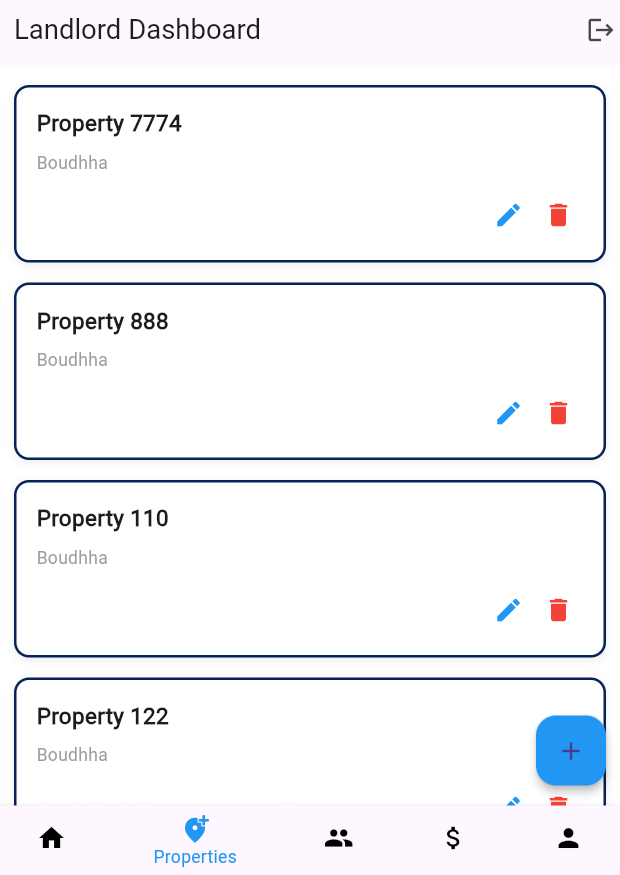 Landlord Dashboard
Property 7774
Boudhha
Property 888
Boudhha
Property 110
Boudhha
Property 122
Boudhha
Properties